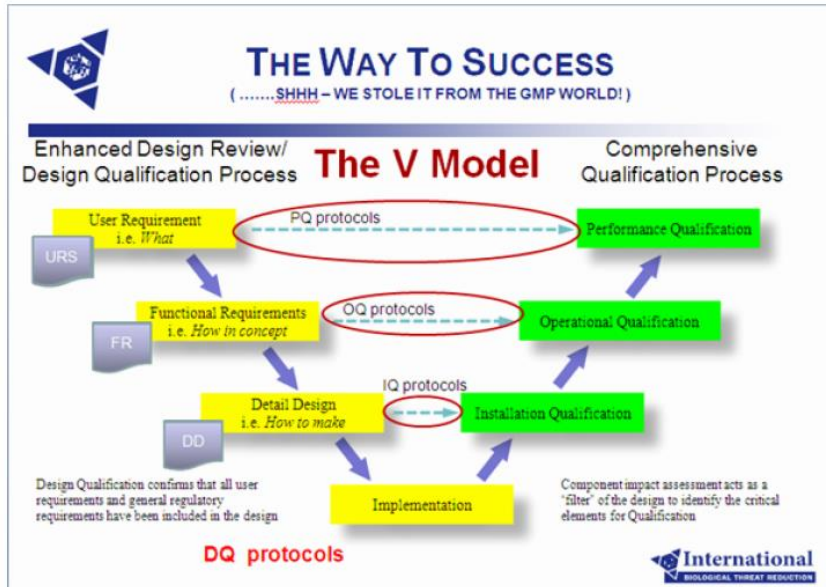 THE WAY TO SUCCESS
( .......SHHH – WE STOLE IT FROM THE GMP WORLD! )
Enhanced Design Review/
Design Qualification Process
The V Model
Comprehensive
Qualification Process
User Requirement
i.e. What
URS
PQ protocols
Performance Qualification
Functional Requirements
i.e. How in concept
FR
OQ protocols
Operational Qualification
Detail Design
i.e. How to make
DD
IQ protocols
Installation Qualification
Implementation
Design Qualification confirms that all user
requirements and general regulatory
requirements have been included in the design
Component impact assessment acts as a
"filter" of the design to identify the critical
elements for Qualification
DQ protocols
International
BIOLOGICAL THREAT REDUCTION